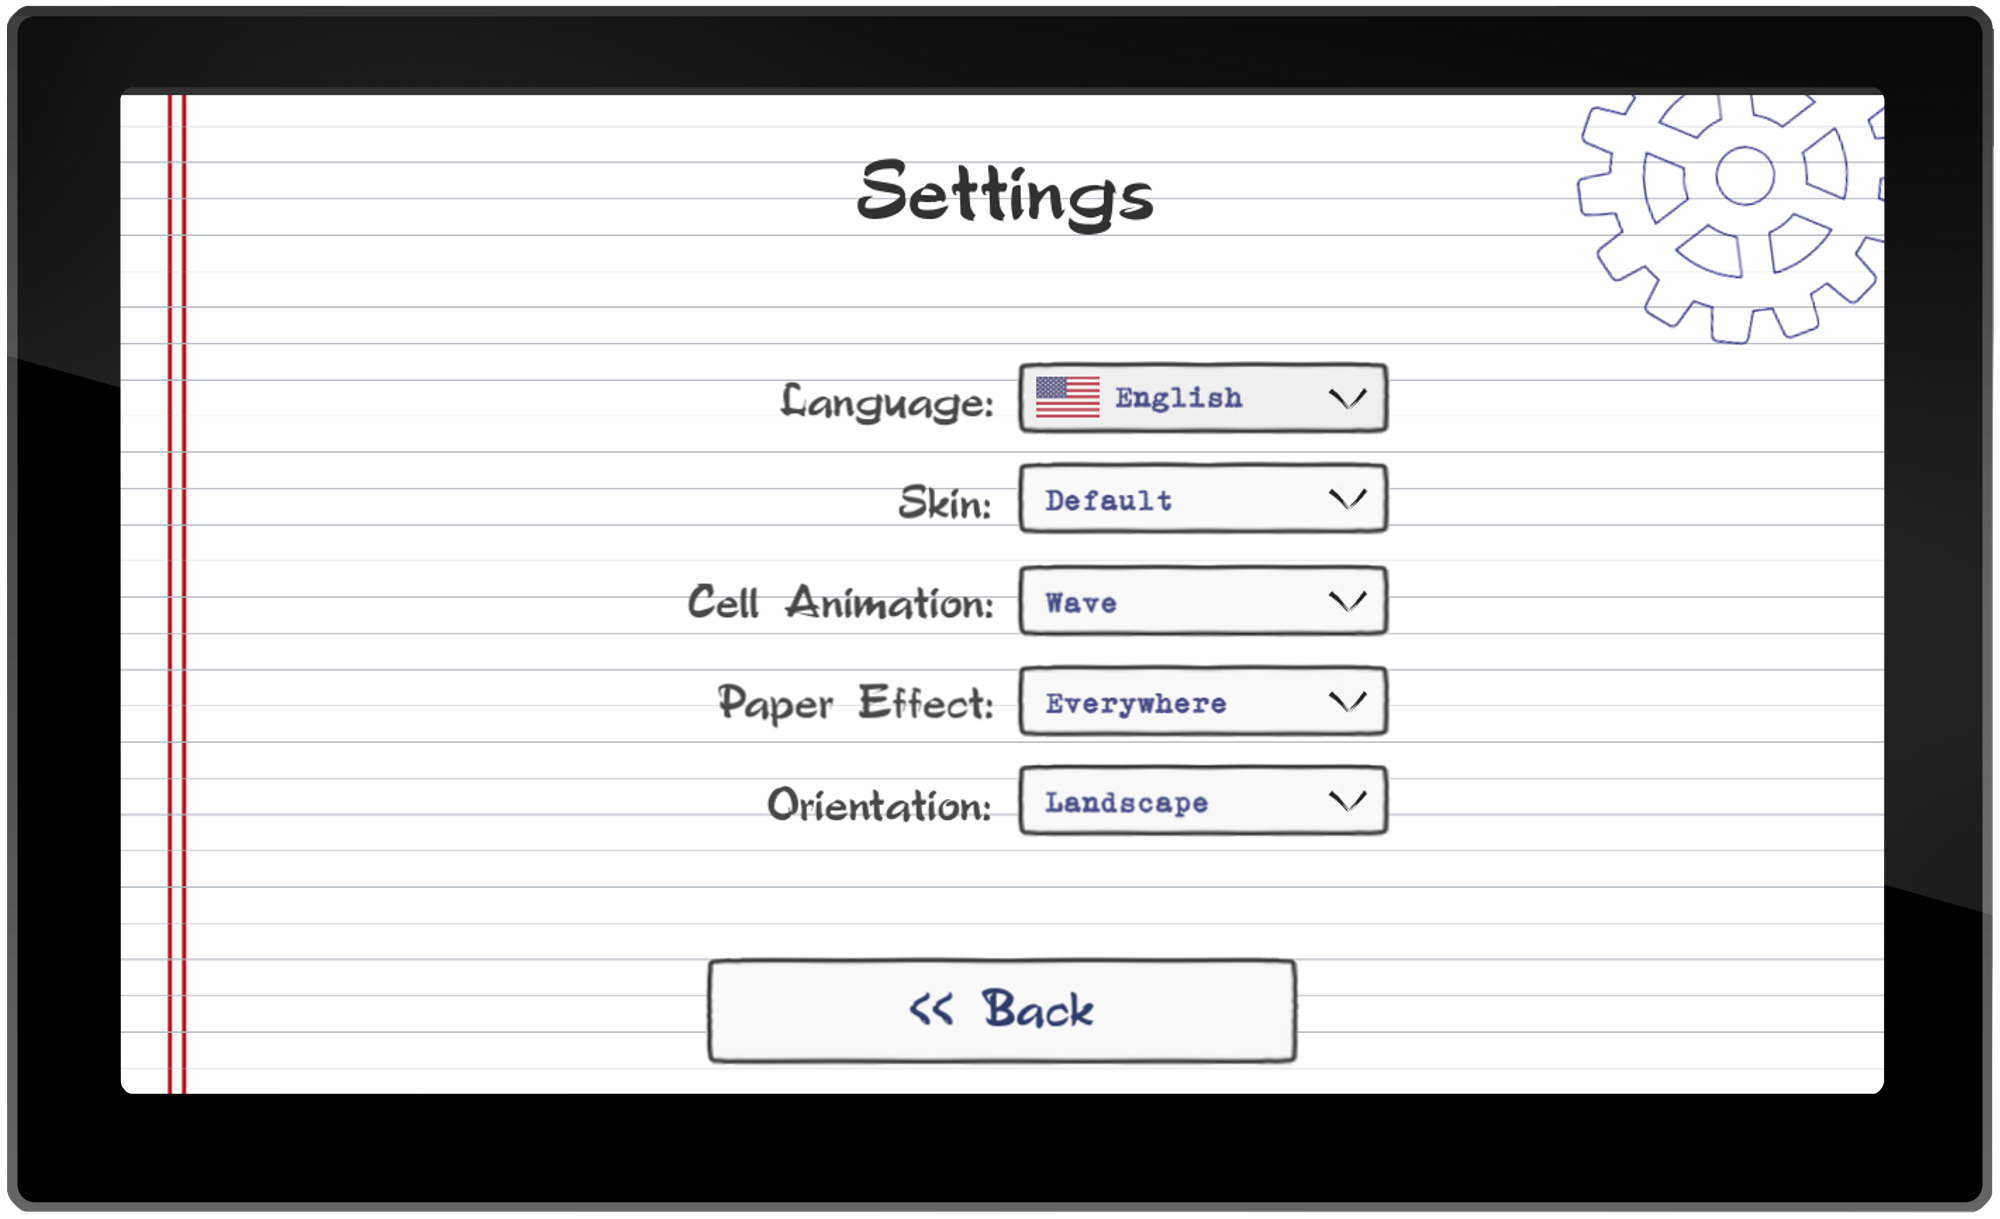 Settings
Language: English
Skin: Default
Cell Animation: Wave
Paper Effect: Everywhere
Orientation: Landscape
<< Back